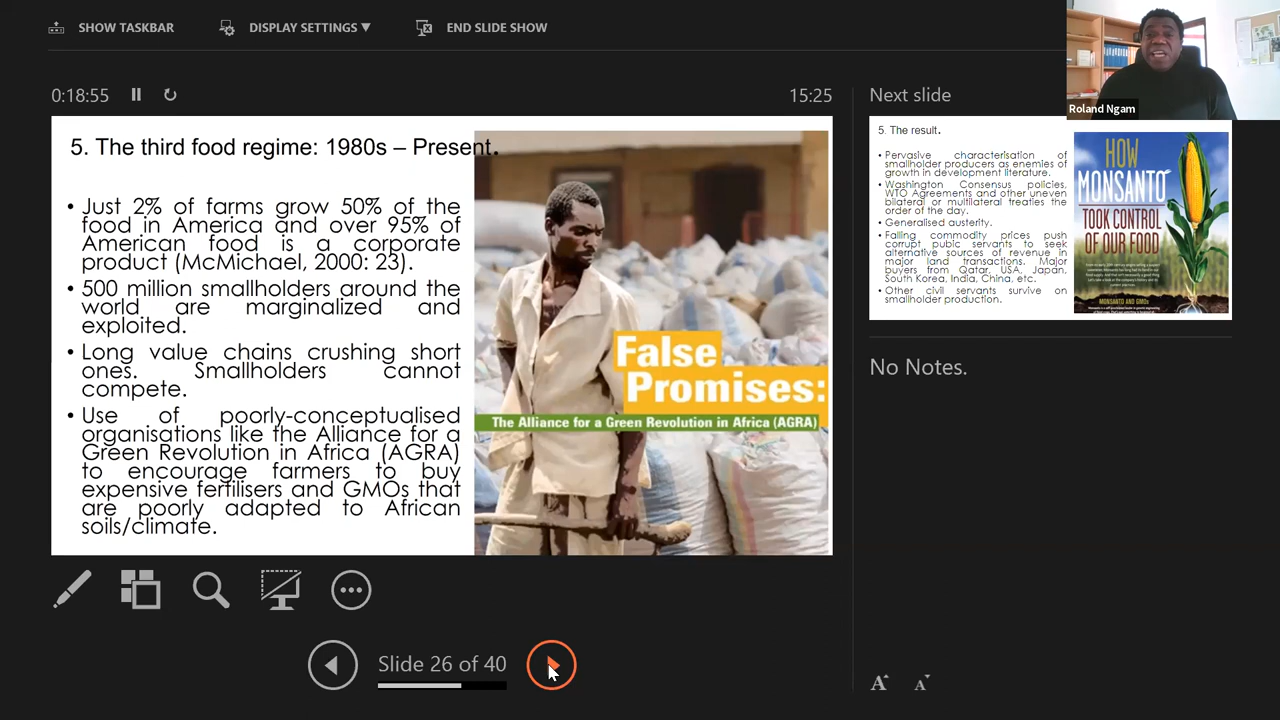 SHOW TASKBAR
DISPLAY SETTINGS ▼
END SLIDE SHOW
0:18:55
15:25
Next slide
Roland Ngam
5. The third food regime: 1980s – Present.
• Just 2% of farms grow 50% of the
food in America and over 95% of
American food is a corporate
product (McMichael, 2000: 23).
• 500 million smallholders around the
world are marginalized and
exploited.
• Long value chains crushing short
ones. Smallholders cannot
compete.
• Use of poorly-conceptualised
organisations like the Alliance for a
Green Revolution in Africa (AGRA)
to encourage farmers to buy
expensive fertilisers and GMOs that
are poorly adapted to African
soils/climate.
False
Promises:
The Alliance for a Green Revolution in Africa (AGRA)
5. The result.
• Pervasive characterisation of
smallholder producers as enemies of
growth in development literature.
• Washington Consensus policies,
WTO Agreements and other uneven
bilateral or multilateral treaties the
order of the day.
• Generalised austerity.
• Falling commodity prices push
corrupt pubic servants to seek
alternative sources of revenue in
major land transactions. Major
buyers from Qatar, USA, Japan,
South Korea, India, China, etc.
• Other civil servants survive on
smallholder production.
HOW
MONSANTO
TOOK CONTROL
OF OUR FOOD
MONSANTO AND GMOs
No Notes.
Slide 26 of 40
A A